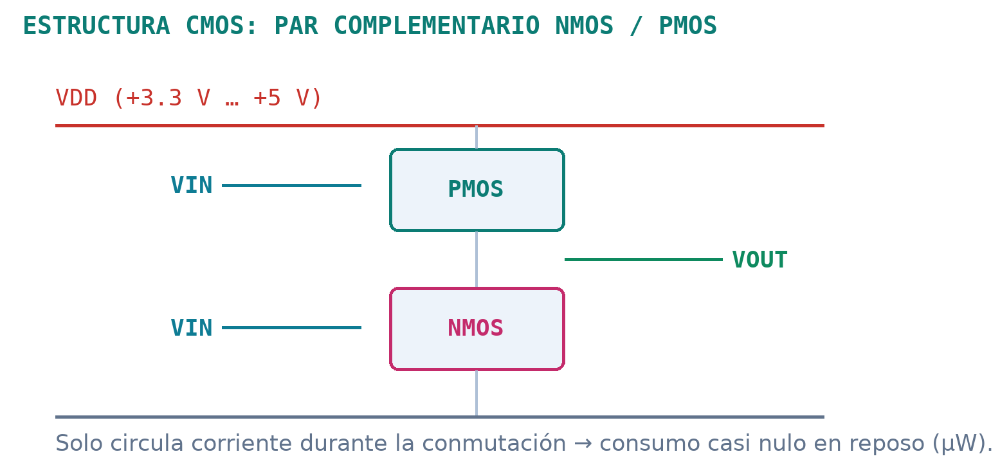 ESTRUCTURA CMOS: PAR COMPLEMENTARIO NMOS / PMOS
VDD (+3.3 V … +5 V)
VIN
PMOS
VOUT
VIN
NMOS
Solo circula corriente durante la conmutación → consumo casi nulo en reposo (µW).